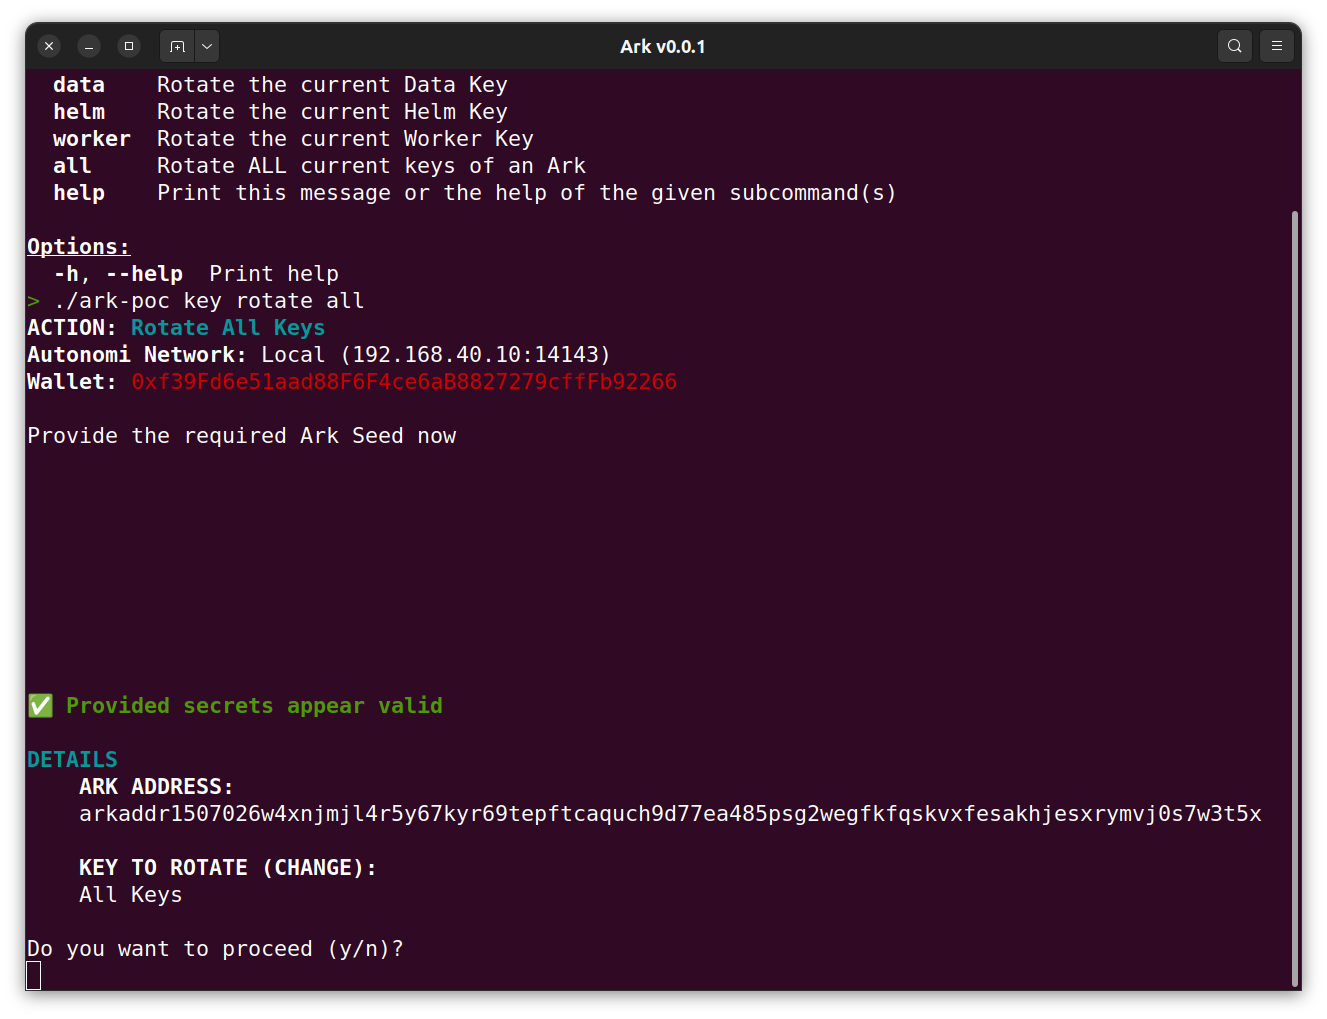 Ark v0.0.1
data Rotate the current Data Key
helm Rotate the current Helm Key
worker Rotate the current Worker Key
all Rotate ALL current keys of an Ark
help Print this message or the help of the given subcommand(s)
Options:
-h, --help Print help
> ./ark-poc key rotate all
ACTION: Rotate All Keys
Autonomi Network: Local (192.168.40.10:14143)
Wallet: 0xf39Fd6e51aad88F6F4ce6aB8827279cffFb92266
Provide the required Ark Seed now
✅ Provided secrets appear valid
DETAILS
ARK ADDRESS:
arkaddr1507026w4xnjmjl4r5y67kyr69tepftcaquch9d77ea485psg2wegfkfqskvxfesakhjesxrymvj0s7w3t5x
KEY TO ROTATE (CHANGE):
All Keys
Do you want to proceed (y/n)?